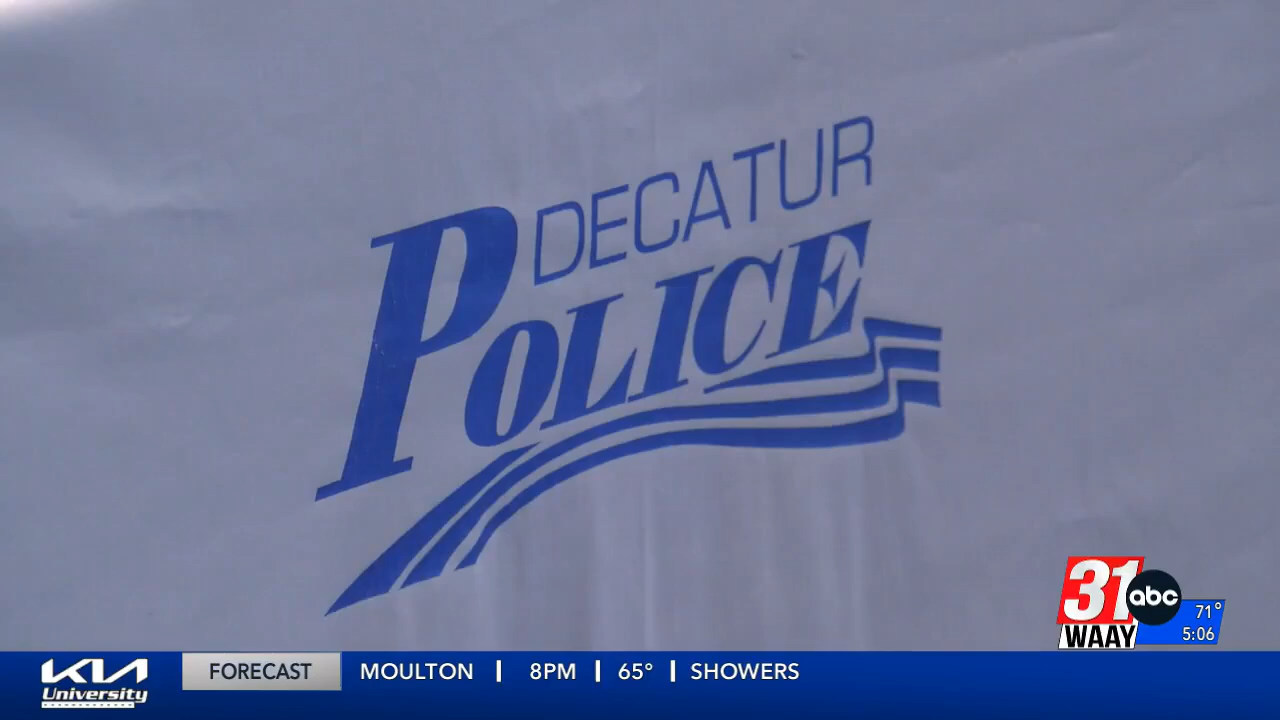 DECATUR
POLICE
31
abc
WAAY
71°
5:06
KIA
University
FORECAST
MOULTON | 8PM | 65° | SHOWERS